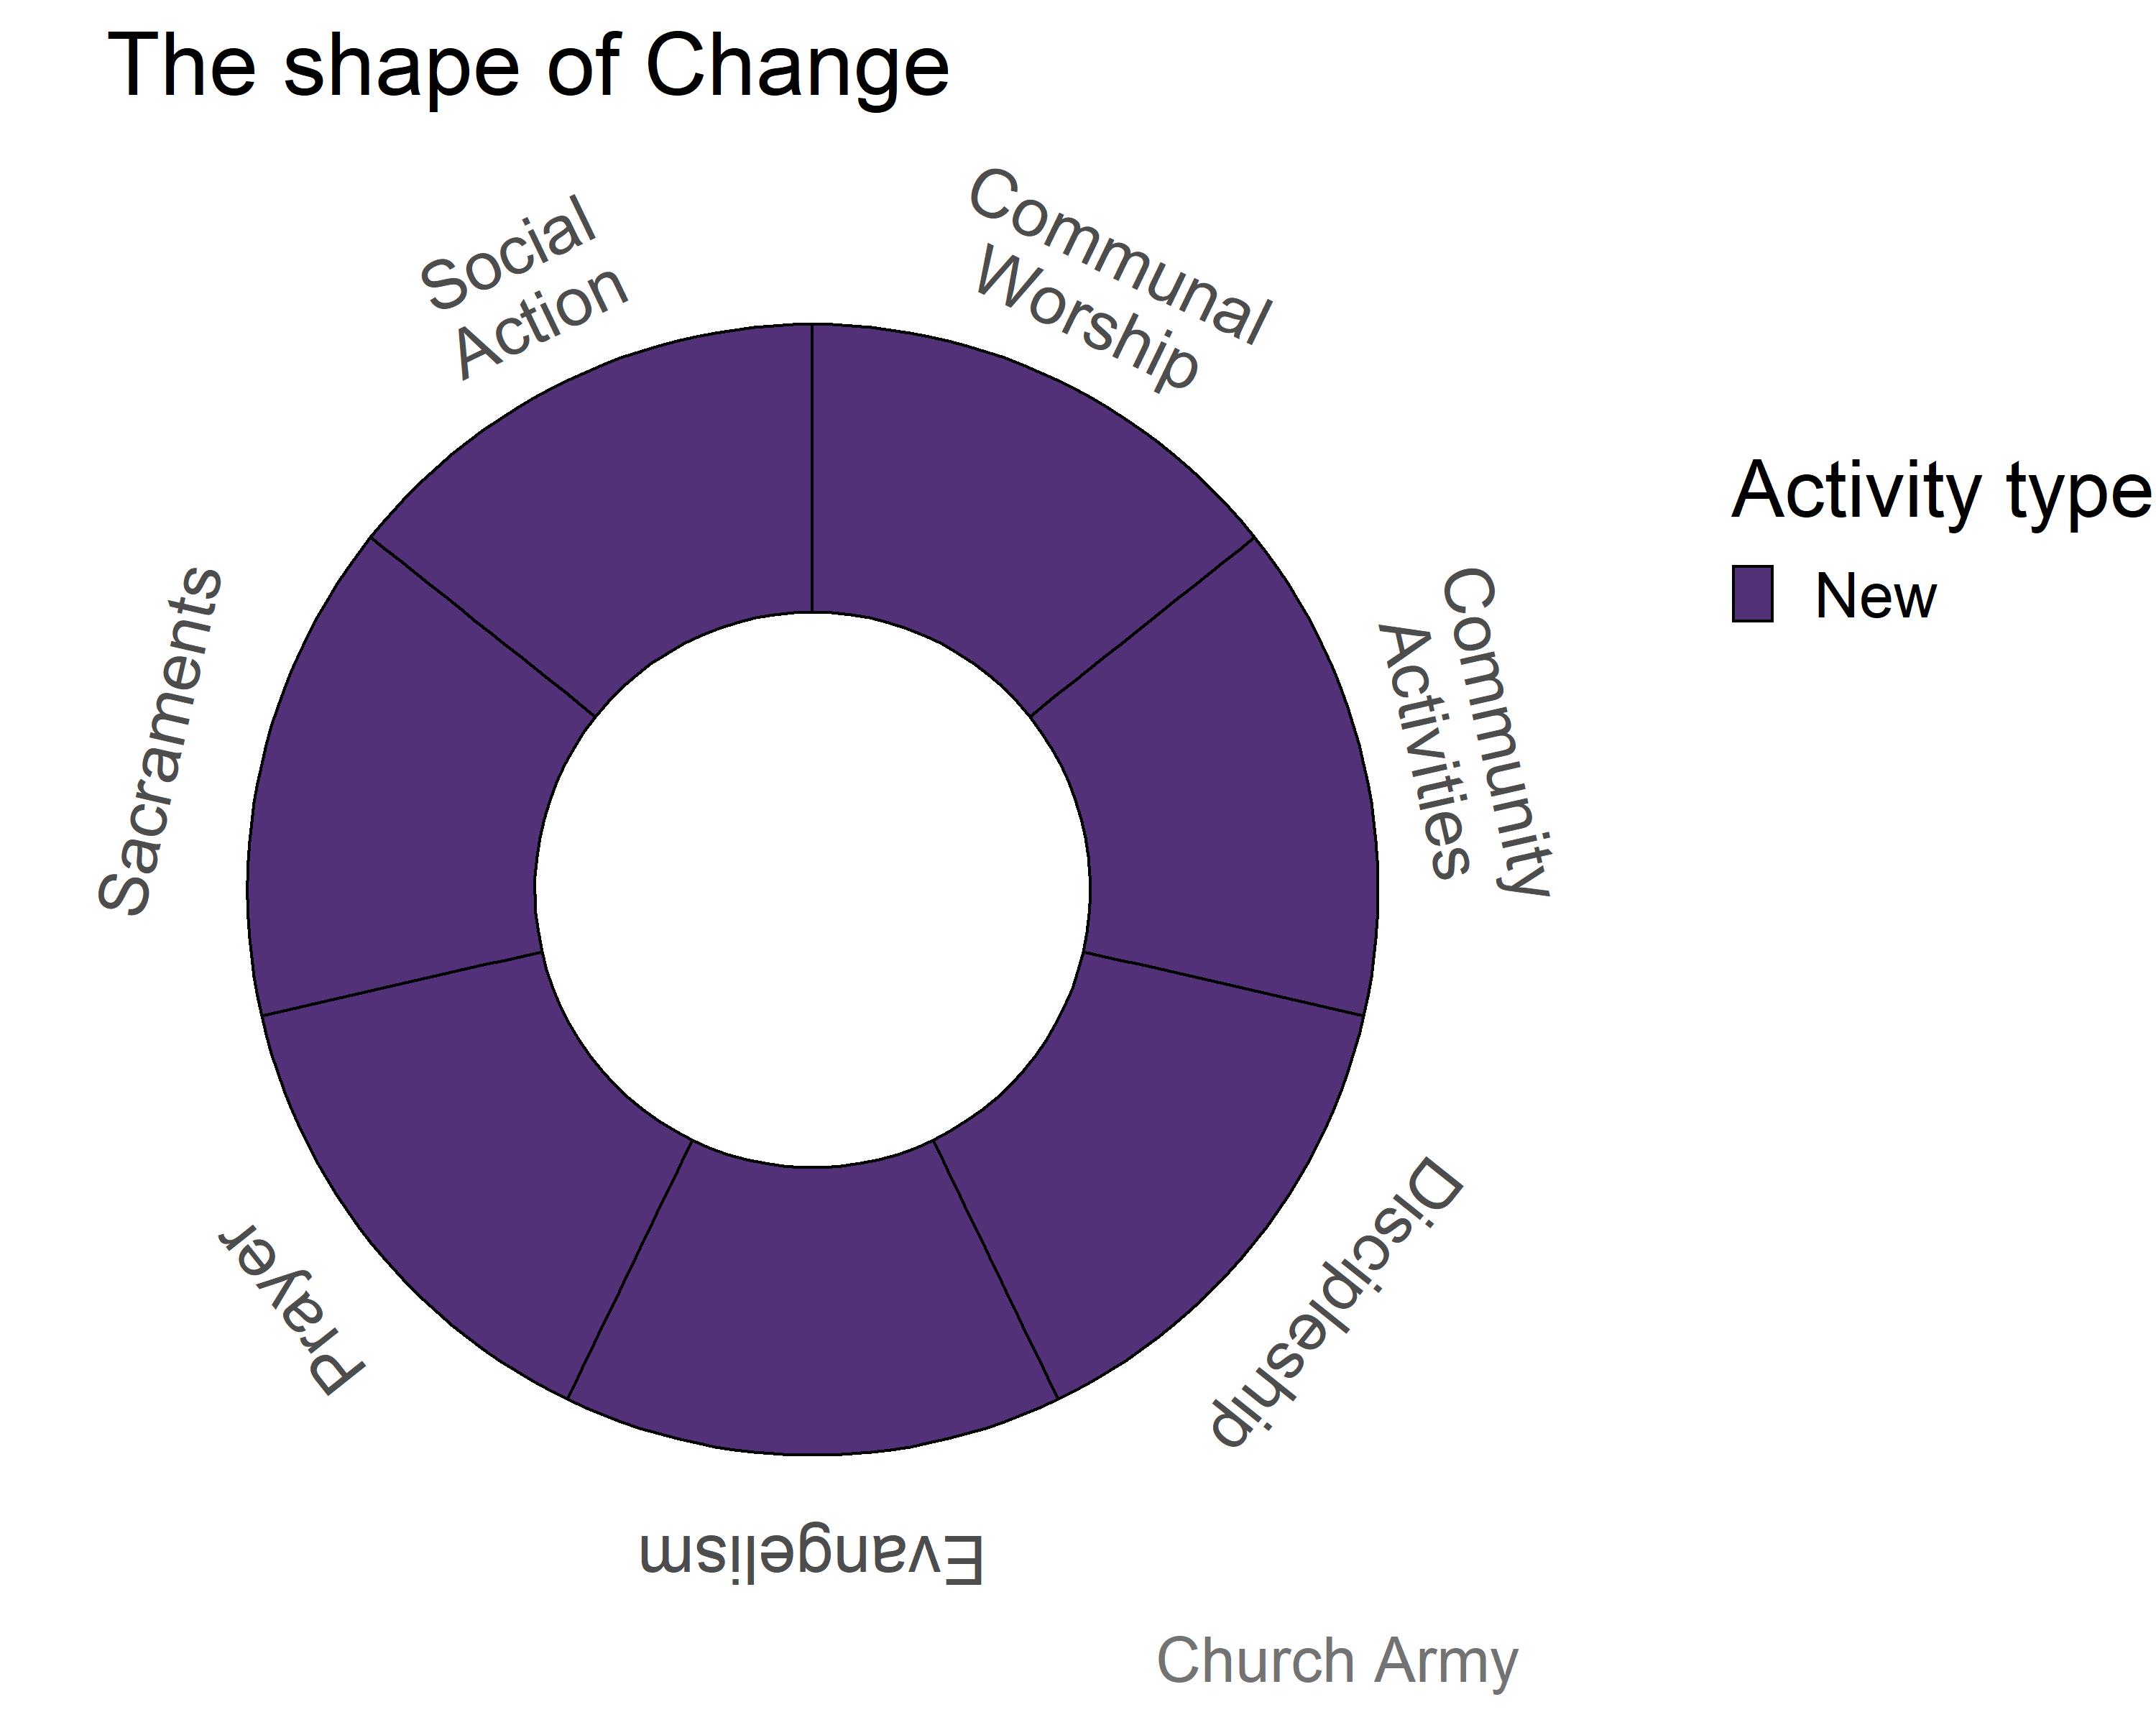 The shape of Change
Social
Action
Communal
Worship
Activity type
New
Community
Activities
Sacraments
Discipleship
Prayer
Evangelism
Church Army